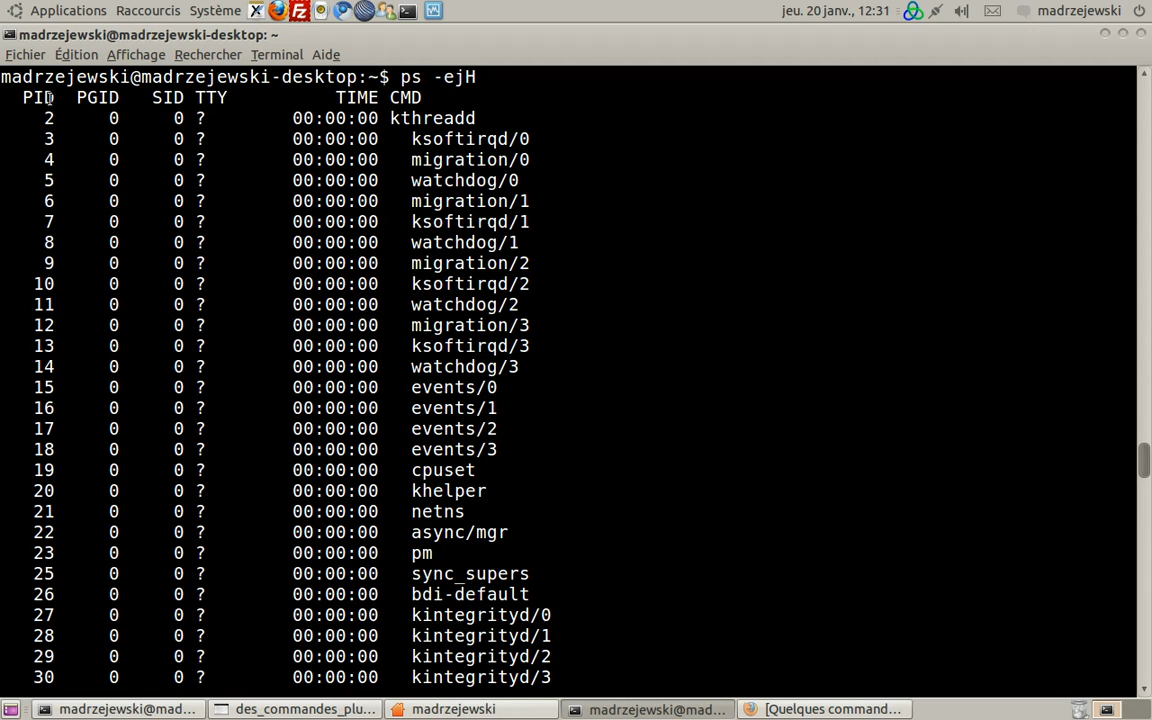 Applications Raccourcis Système jeu. 20 janv., 12:31 madrzejewski
madrzejewski@madrzejewski-desktop: ~
Fichier Édition Affichage Rechercher Terminal Aide
madrzejewski@madrzejewski-desktop:~$ ps -ejH
PID PGID SID TTY TIME CMD
2 0 0 ? 00:00:00 kthreadd
3 0 0 ? 00:00:00 ksoftirqd/0
4 0 0 ? 00:00:00 migration/0
5 0 0 ? 00:00:00 watchdog/0
6 0 0 ? 00:00:00 migration/1
7 0 0 ? 00:00:00 ksoftirqd/1
8 0 0 ? 00:00:00 watchdog/1
9 0 0 ? 00:00:00 migration/2
10 0 0 ? 00:00:00 ksoftirqd/2
11 0 0 ? 00:00:00 watchdog/2
12 0 0 ? 00:00:00 migration/3
13 0 0 ? 00:00:00 ksoftirqd/3
14 0 0 ? 00:00:00 watchdog/3
15 0 0 ? 00:00:00 events/0
16 0 0 ? 00:00:00 events/1
17 0 0 ? 00:00:00 events/2
18 0 0 ? 00:00:00 events/3
19 0 0 ? 00:00:00 cpuset
20 0 0 ? 00:00:00 khelper
21 0 0 ? 00:00:00 netns
22 0 0 ? 00:00:00 async/mgr
23 0 0 ? 00:00:00 pm
25 0 0 ? 00:00:00 sync_supers
26 0 0 ? 00:00:00 bdi-default
27 0 0 ? 00:00:00 kintegrityd/0
28 0 0 ? 00:00:00 kintegrityd/1
29 0 0 ? 00:00:00 kintegrityd/2
30 0 0 ? 00:00:00 kintegrityd/3
madrzejewski@mad... des_commandes_plu... madrzejewski madrzejewski@mad... [Quelques command...